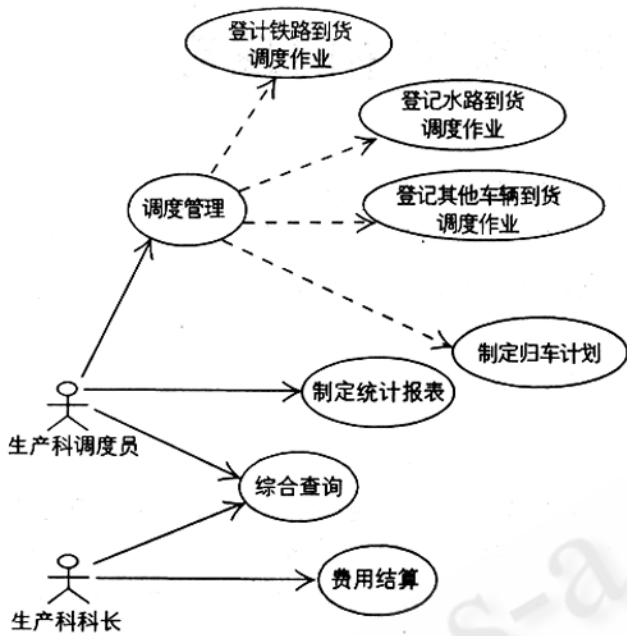 登计铁路到货
调度作业
登记水路到货
调度作业
调度管理
登记其他车辆到货
调度作业
制定归车计划
制定统计报表
生产科调度员
综合查询
费用结算
生产科科长
s-a